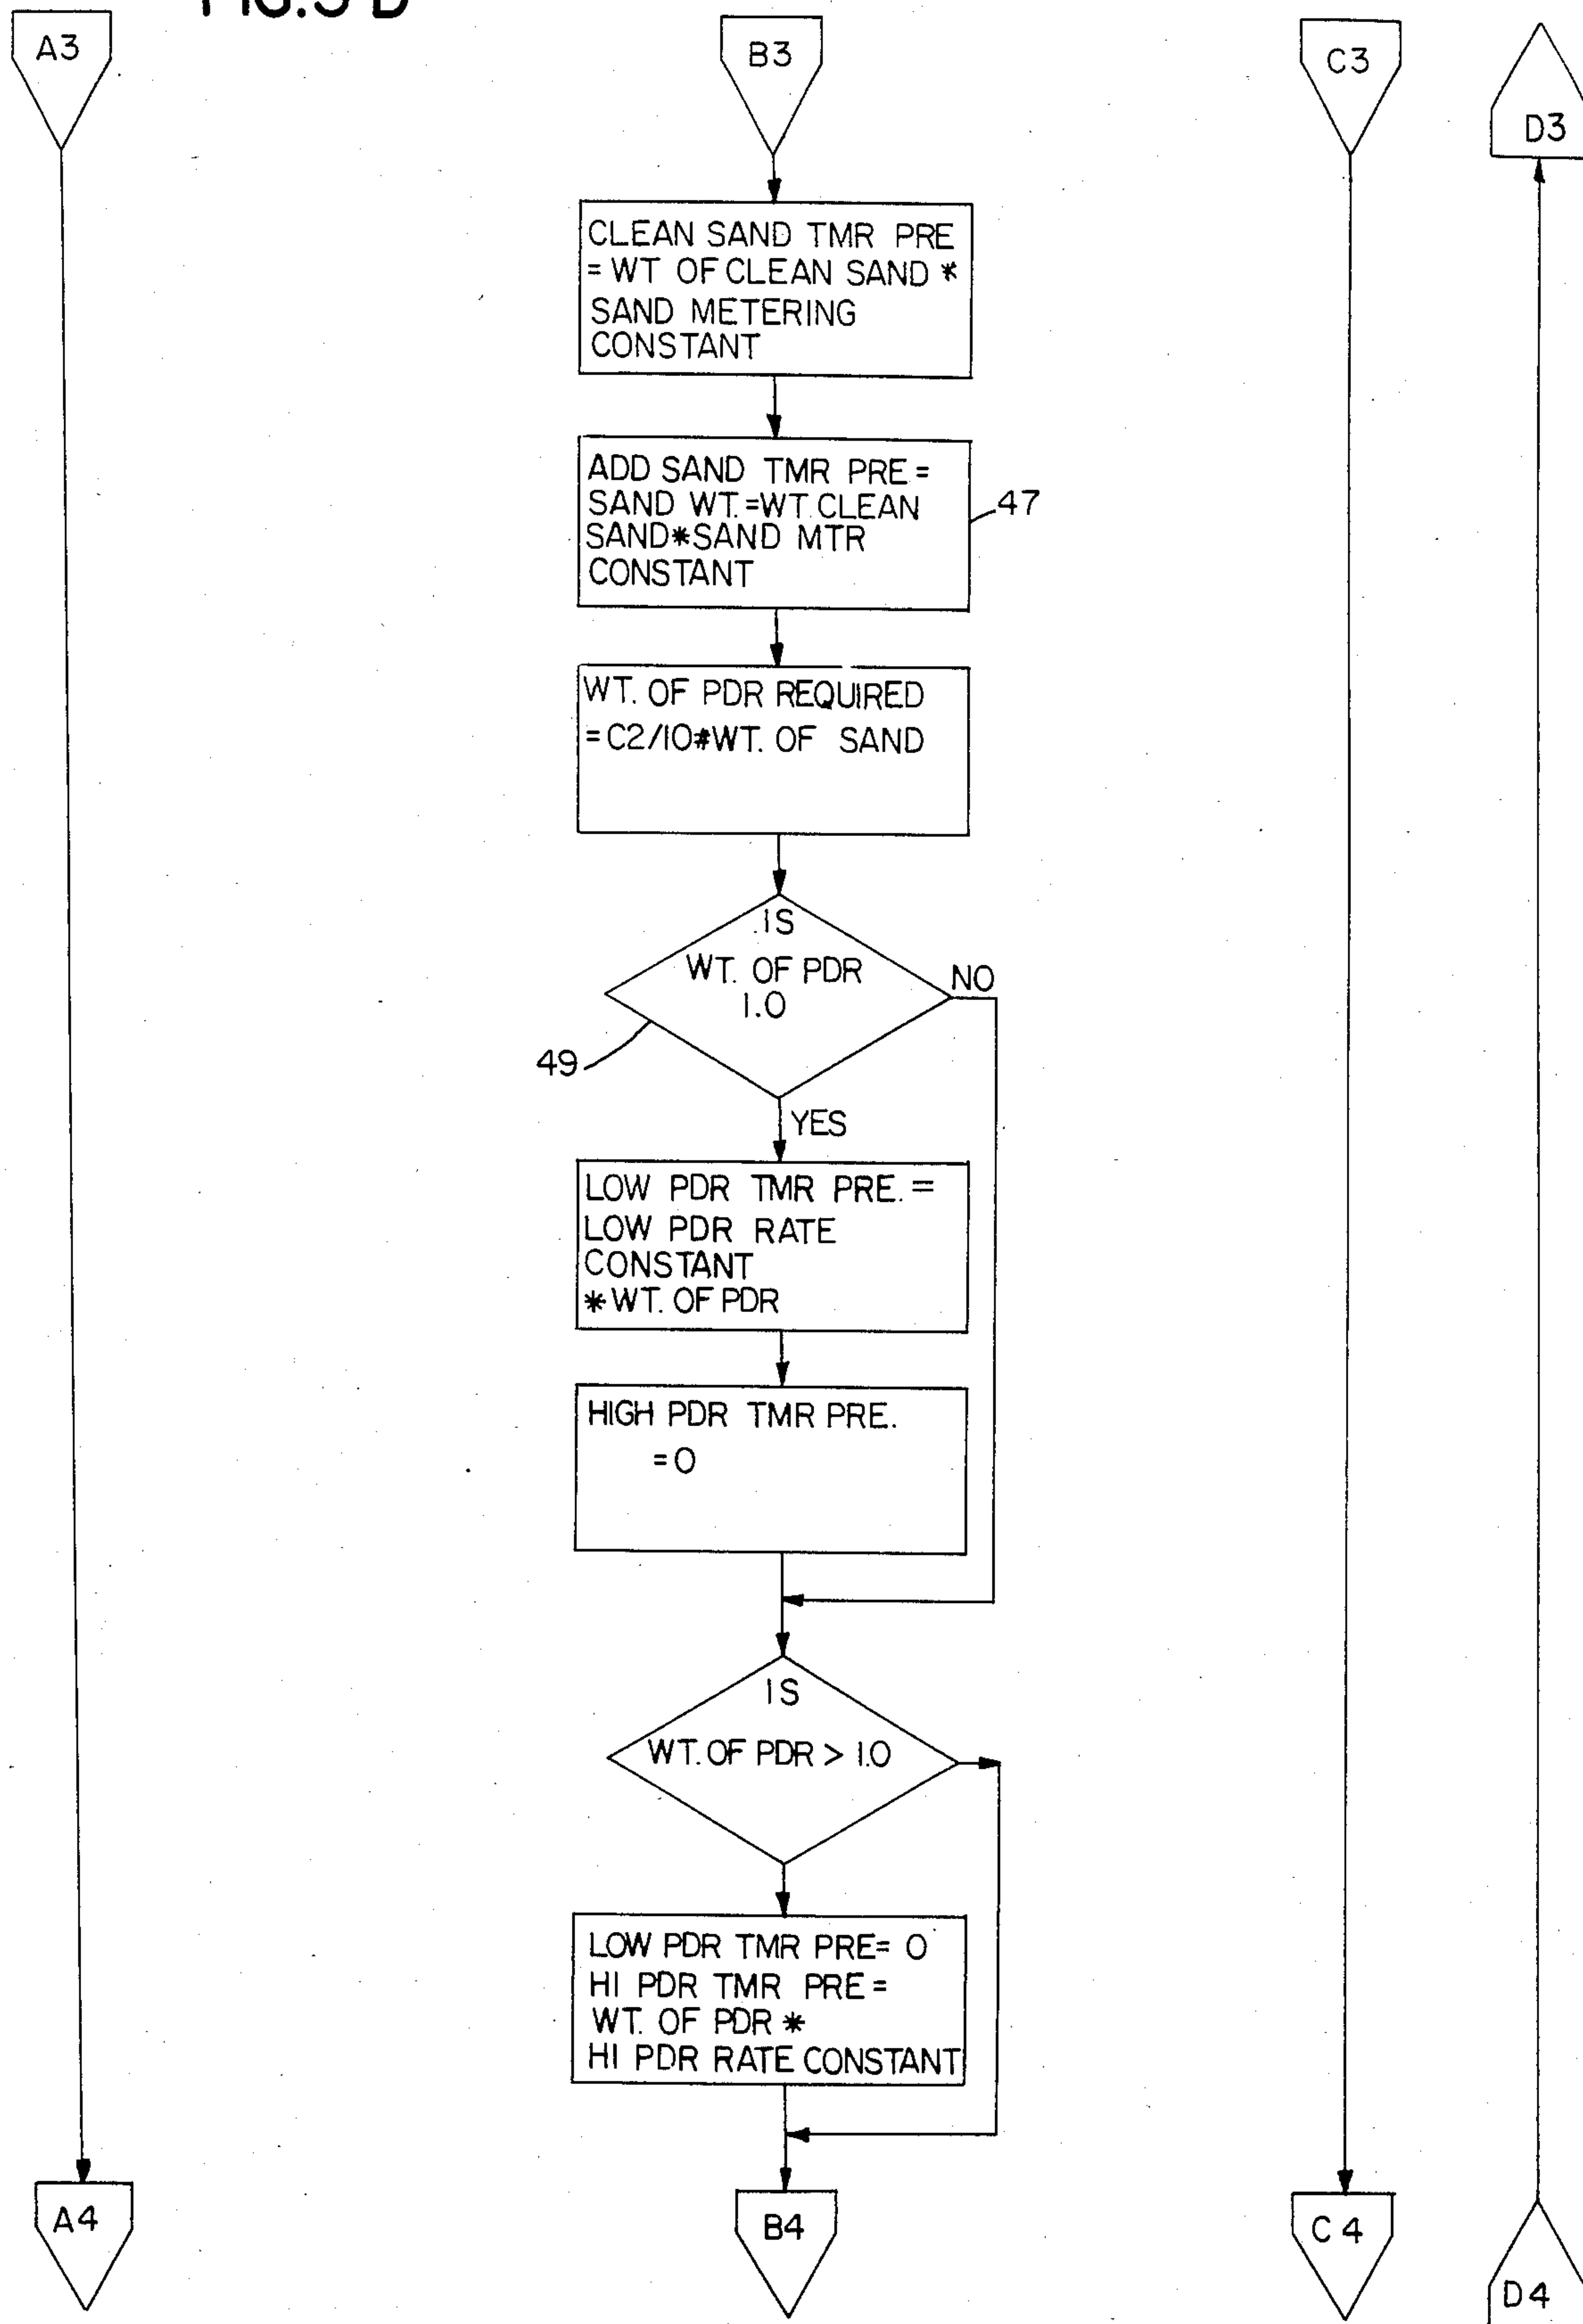 FIG.5 D
A3
B3
C3
D3
CLEAN SAND TMR PRE
= WT OF CLEAN SAND *
SAND METERING
CONSTANT
ADD SAND TMR PRE =
SAND WT.=WT. CLEAN
SAND*SAND MTR
CONSTANT
47
WT. OF PDR REQUIRED
=C2/10#WT. OF SAND
IS
WT. OF PDR
1.0
NO
49
YES
LOW PDR TMR PRE. =
LOW PDR RATE
CONSTANT
*WT. OF PDR
HIGH PDR TMR PRE.
=0
IS
WT. OF PDR > 1.0
LOW PDR TMR PRE= 0
HI PDR TMR PRE =
WT. OF PDR *
HI PDR RATE CONSTANT
A4
B4
C4
D4